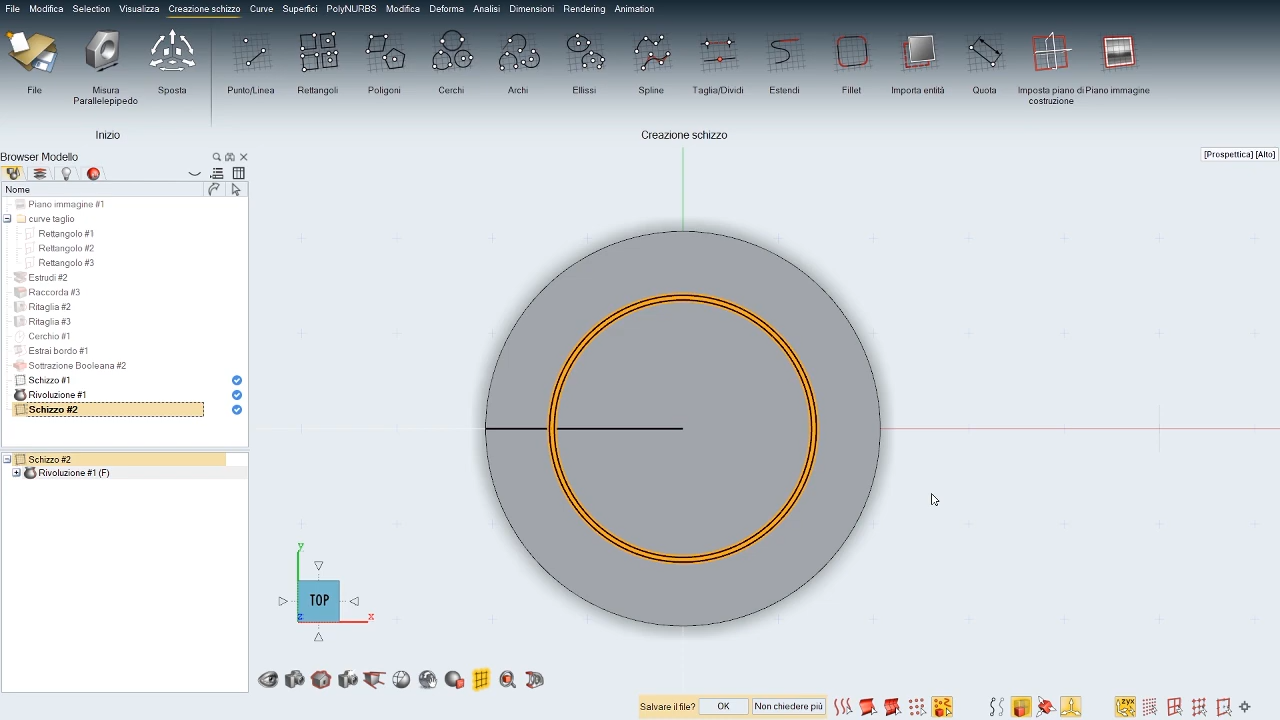 File Modifica Selection Visualizza Creazione schizzo Curve Superfici PolyNURBS Modifica Deforma Analisi Dimensioni Rendering Animation
File Misura Parallelepipedo Sposta Punto/Linea Rettangoli Poligoni Cerchi Archi Ellissi Spline Taglia/Dividi Estendi Fillet Importa entità Quota Imposta piano di costruzione Piano immagine
Inizio Creazione schizzo
Browser Modello
[Prospettica] [Alto]
Nome
Piano immagine #1
curve taglio
Rettangolo #1
Rettangolo #2
Rettangolo #3
Estrudi #2
Raccorda #3
Ritaglia #2
Ritaglia #3
Cerchio #1
Estrai bordo #1
Sottrazione Booleana #2
Schizzo #1
Rivoluzione #1
Schizzo #2
Schizzo #2
Rivoluzione #1 (F)
y
TOP
z x
Salvare il file? OK Non chiedere più
zyx